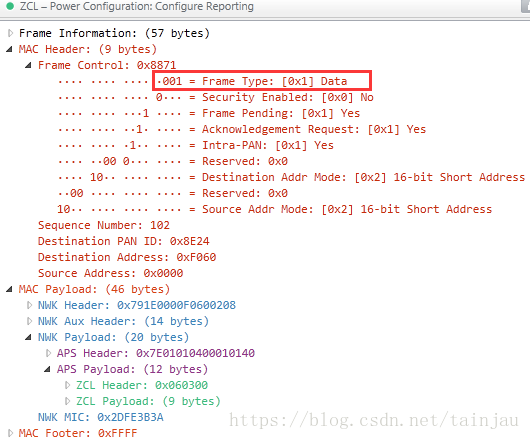 ZCL – Power Configuration: Configure Reporting
Frame Information: (57 bytes)
MAC Header: (9 bytes)
Frame Control: 0x8871
···· ···· ···· ·001 = Frame Type: [0x1] Data
···· ···· ···· 0··· = Security Enabled: [0x0] No
···· ···· ···1 ···· = Frame Pending: [0x1] Yes
···· ···· ··1· ···· = Acknowledgement Request: [0x1] Yes
···· ···· ·1·· ···· = Intra-PAN: [0x1] Yes
···· ··00 0··· ···· = Reserved: 0x0
···· 10·· ···· ···· = Destination Addr Mode: [0x2] 16-bit Short Address
··00 ···· ···· ···· = Reserved: 0x0
10·· ···· ···· ···· = Source Addr Mode: [0x2] 16-bit Short Address
Sequence Number: 102
Destination PAN ID: 0x8E24
Destination Address: 0xF060
Source Address: 0x0000
MAC Payload: (46 bytes)
NWK Header: 0x791E0000F0600208
NWK Aux Header: (14 bytes)
NWK Payload: (20 bytes)
APS Header: 0x7E01010400010140
APS Payload: (12 bytes)
ZCL Header: 0x060300
ZCL Payload: (9 bytes)
NWK MIC: 0x2DFE3B3A
MAC Footer: 0xFFFF
https://blog.csdn.net/tainjau